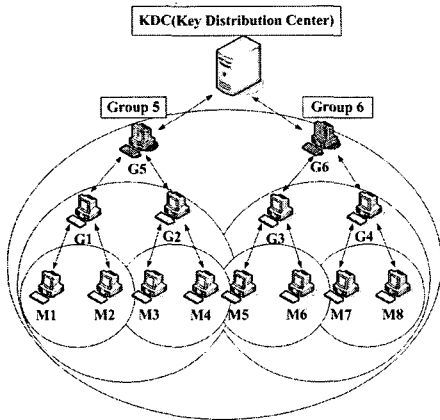 KDC(Key Distribution Center)
Group 5
Group 6
G5
G6
G1
G2
G3
G4
M1
M2
M3
M4
M5
M6
M7
M8